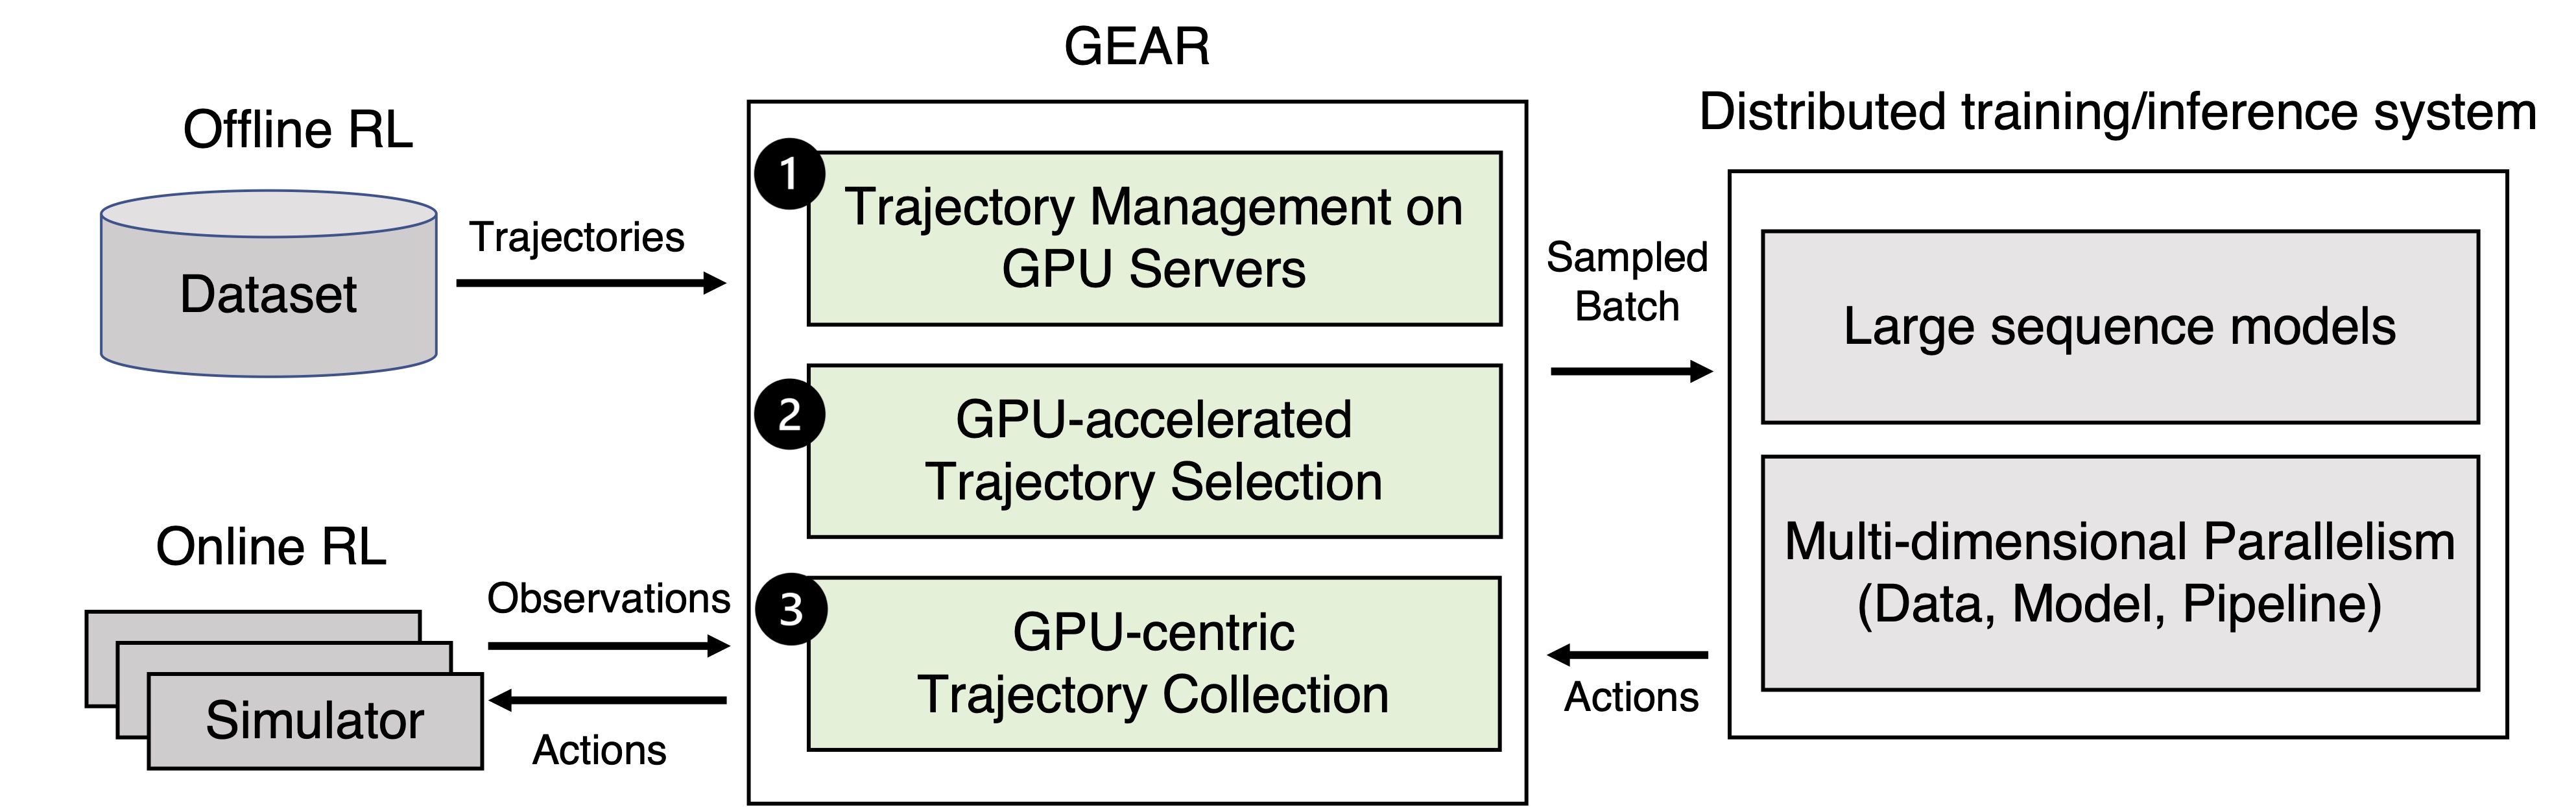 GEAR
Offline RL
Dataset
Trajectories
Online RL
Simulator
Observations
Actions
1
Trajectory Management on
GPU Servers
2
GPU-accelerated
Trajectory Selection
3
GPU-centric
Trajectory Collection
Sampled
Batch
Actions
Distributed training/inference system
Large sequence models
Multi-dimensional Parallelism
(Data, Model, Pipeline)